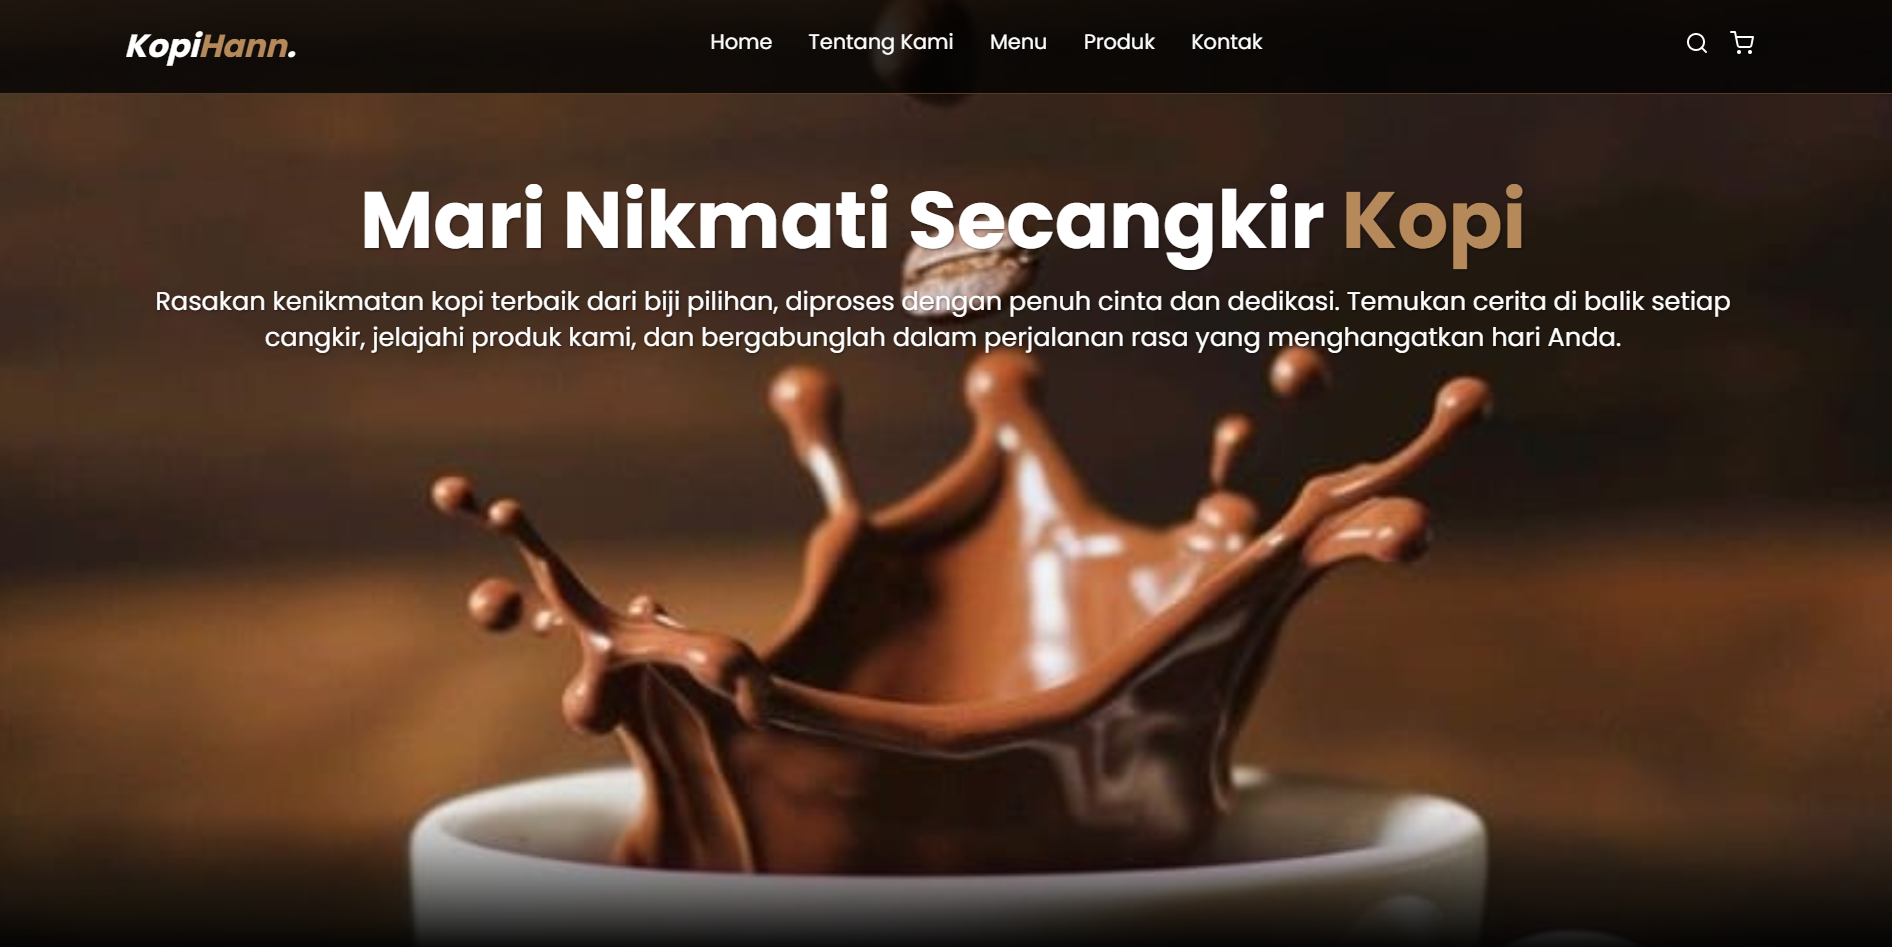 KopiHann.
Home Tentang Kami Menu Produk Kontak
Mari Nikmati Secangkir Kopi
Rasakan kenikmatan kopi terbaik dari biji pilihan, diproses dengan penuh cinta dan dedikasi. Temukan cerita di balik setiap
cangkir, jelajahi produk kami, dan bergabunglah dalam perjalanan rasa yang menghangatkan hari Anda.